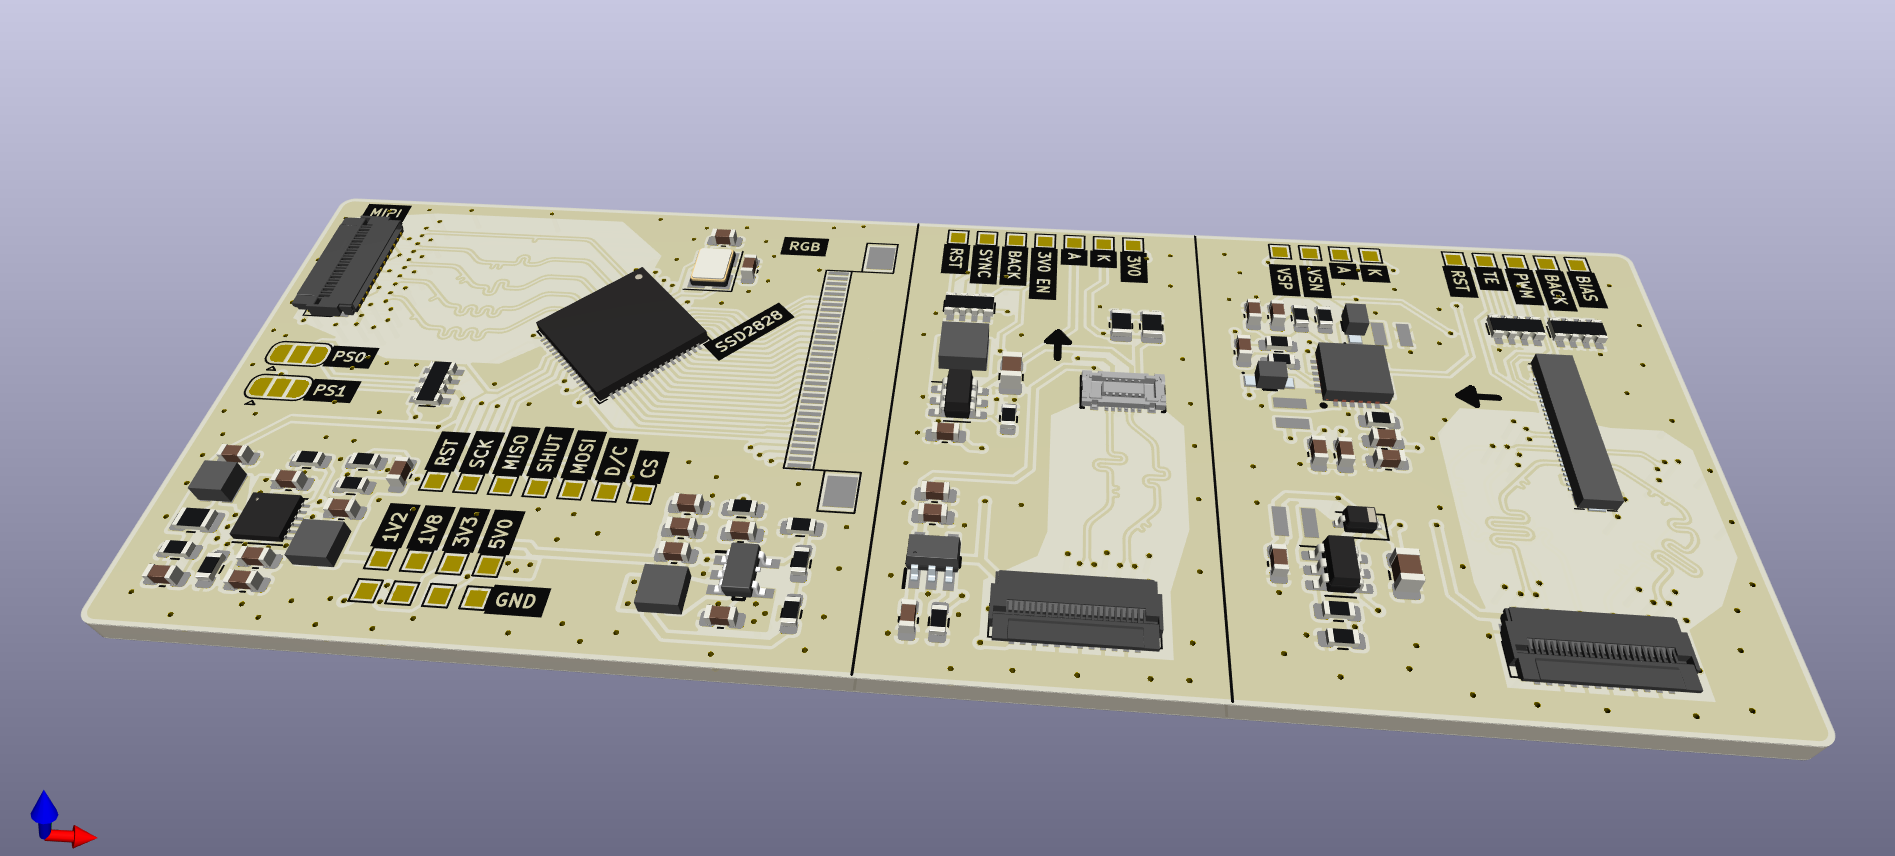 MIPI
RGB
SSD2828
PS0
PS1
RST
SCK
MISO
SHUT
MOSI
D/C
CS
1V2
1V8
3V3
5V0
GND
RST
SYNC
BACK
3V0 EN
A
K
3V0
VSP
VSN
A
K
RST
TE
PWM
BACK
BIAS